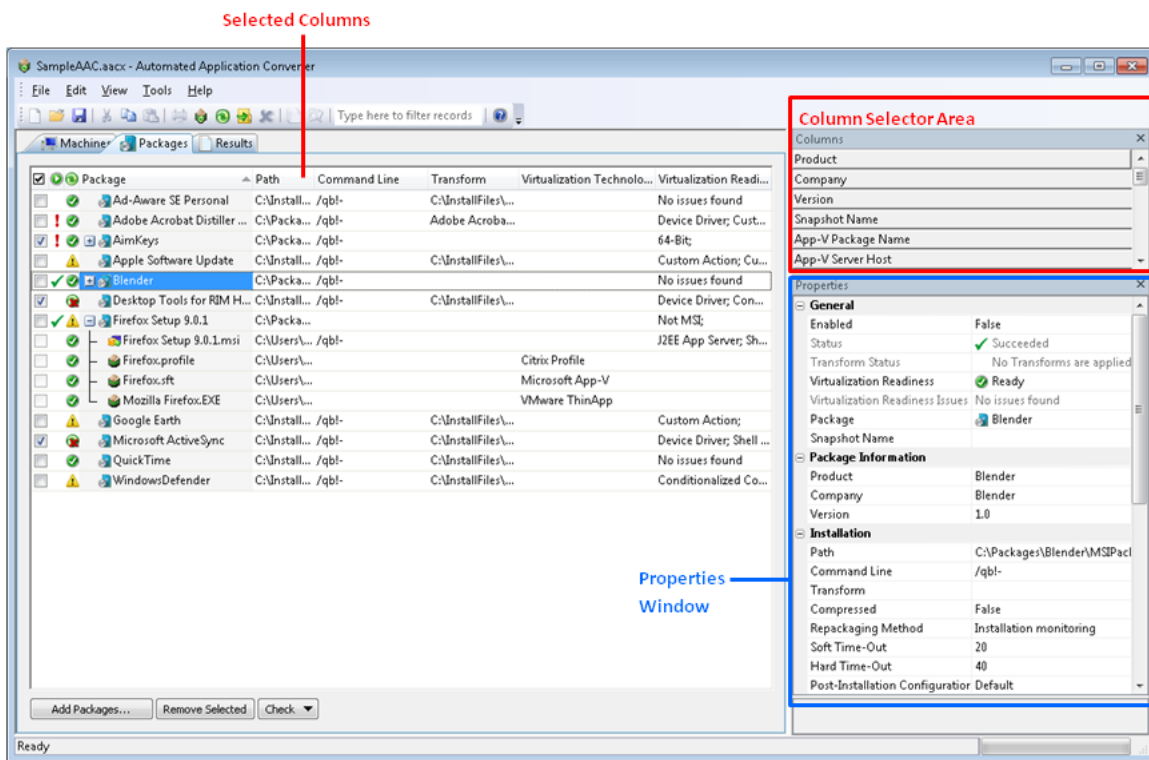 Selected Columns
SampleAAC.aacx - Automated Application Converter
File Edit View Tools Help
Type here to filter records
Machines Packages Results
Package Path Command Line Transform Virtualization Technolo... Virtualization Readi...
Ad-Aware SE Personal C:\Install... /qb!- C:\InstallFiles\... No issues found
Adobe Acrobat Distiller ... C:\Packa... /qb!- Adobe Acroba... Device Driver; Cust...
AimKeys C:\Packa... /qb!- 64-Bit;
Apple Software Update C:\Install... /qb!- C:\InstallFiles\... Custom Action; Cu...
Blender C:\Packa... /qb!- No issues found
Desktop Tools for RIM H... C:\Install... /qb!- C:\InstallFiles\... Device Driver; Con...
Firefox Setup 9.0.1 C:\Packa... Not MSI;
Firefox Setup 9.0.1.msi C:\Users\... /qb!- J2EE App Server; Sh...
Firefox.profile C:\Users\... Citrix Profile
Firefox.sft C:\Users\... Microsoft App-V
Mozilla Firefox.EXE C:\Users\... VMware ThinApp
Google Earth C:\Install... /qb!- C:\InstallFiles\... Custom Action;
Microsoft ActiveSync C:\Install... /qb!- C:\InstallFiles\... Device Driver; Shell ...
QuickTime C:\Install... /qb!- C:\InstallFiles\... No issues found
WindowsDefender C:\Install... /qb!- C:\InstallFiles\... Conditionalized Co...
Add Packages... Remove Selected Check
Ready
Column Selector Area
Columns
Product
Company
Version
Snapshot Name
App-V Package Name
App-V Server Host
Properties Window
Properties
General
Enabled False
Status Succeeded
Transform Status No Transforms are applied
Virtualization Readiness Ready
Virtualization Readiness Issues No issues found
Package Blender
Snapshot Name
Package Information
Product Blender
Company Blender
Version 1.0
Installation
Path C:\Packages\Blender\MSIPacl
Command Line /qb!-
Transform
Compressed False
Repackaging Method Installation monitoring
Soft Time-Out 20
Hard Time-Out 40
Post-Installation Configuration Default